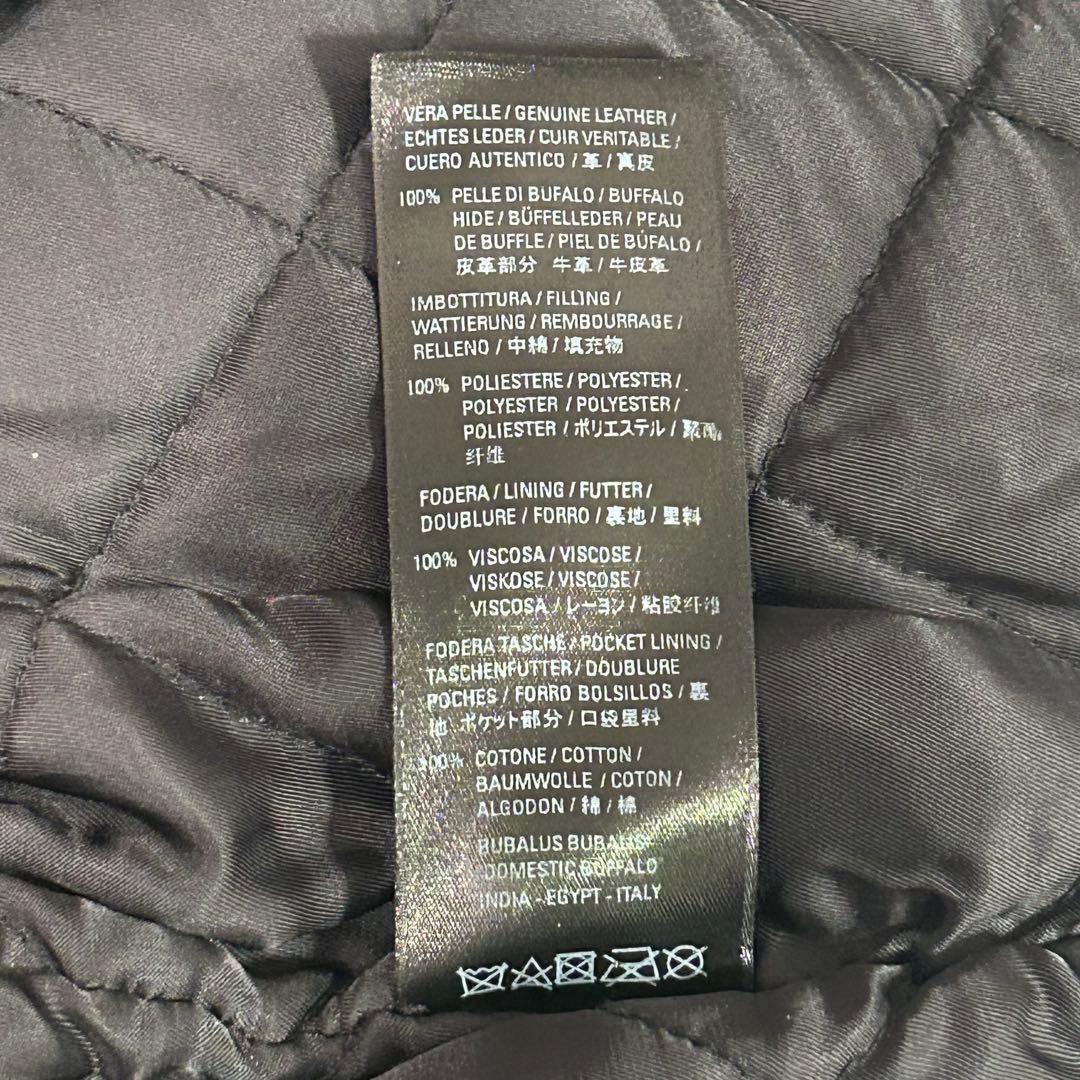 VERA PELLE / GENUINE LEATHER /
ECHTES LEDER / CUIR VERITABLE /
CUERO AUTENTICO / 革 / 真皮
100% PELLE DI BUFALO / BUFFALO
HIDE / BÜFFELLEDER / PEAU
DE BUFFLE / PIEL DE BÚFALO /
皮革部分 牛革 / 牛皮革
IMBOTTITURA / FILLING /
WATTIERUNG / REMBOURRAGE /
RELLENO / 中綿 / 填充物
100% POLIESTERE / POLYESTER /
POLYESTER / POLYESTER /
POLIESTER / ポリエステル / 聚酯
纤维
FODERA / LINING / FUTTER /
DOUBLURE / FORRO / 裏地 / 里料
100% VISCOSA / VISCOSE /
VISKOSE / VISCOSE /
VISCOSA / レーヨン / 粘胶纤维
FODERA TASCHE / POCKET LINING /
TASCHENFUTTER / DOUBLURE
POCHES / FORRO BOLSILLOS / 裏
地 ポケット部分 / 口袋里料
100% COTONE / COTTON /
BAUMWOLLE / COTON /
ALGODON / 綿 / 棉
BUBALUS BUBALIS
DOMESTIC BUFFALO
INDIA - EGYPT - ITALY